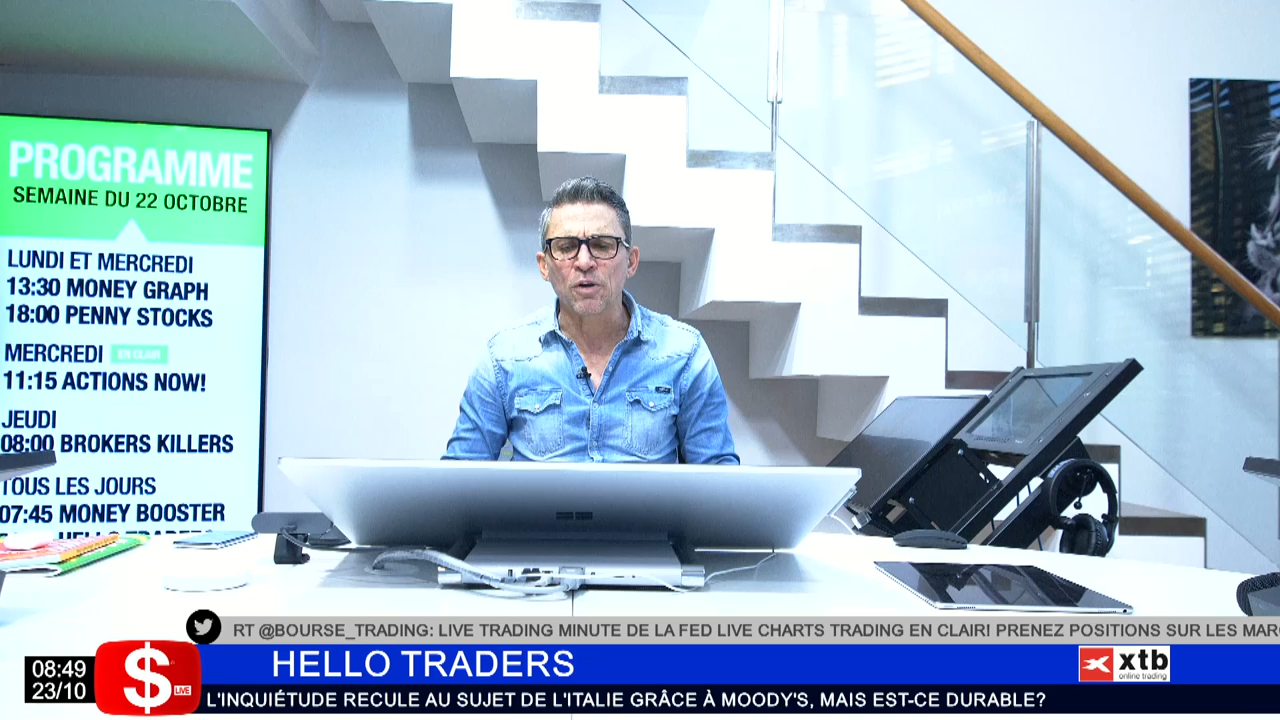 PROGRAMME
SEMAINE DU 22 OCTOBRE
LUNDI ET MERCREDI
13:30 MONEY GRAPH
18:00 PENNY STOCKS
MERCREDI EN CLAIR
11:15 ACTIONS NOW!
JEUDI
08:00 BROKERS KILLERS
TOUS LES JOURS
07:45 MONEY BOOSTER
RT @BOURSE_TRADING: LIVE TRADING MINUTE DE LA FED LIVE CHARTS TRADING EN CLAIR! PRENEZ POSITIONS SUR LES MAR
08:49
23/10
$ LIVE
HELLO TRADERS
xtb
online trading
L'INQUIÉTUDE RECULE AU SUJET DE L'ITALIE GRÂCE À MOODY'S, MAIS EST-CE DURABLE?